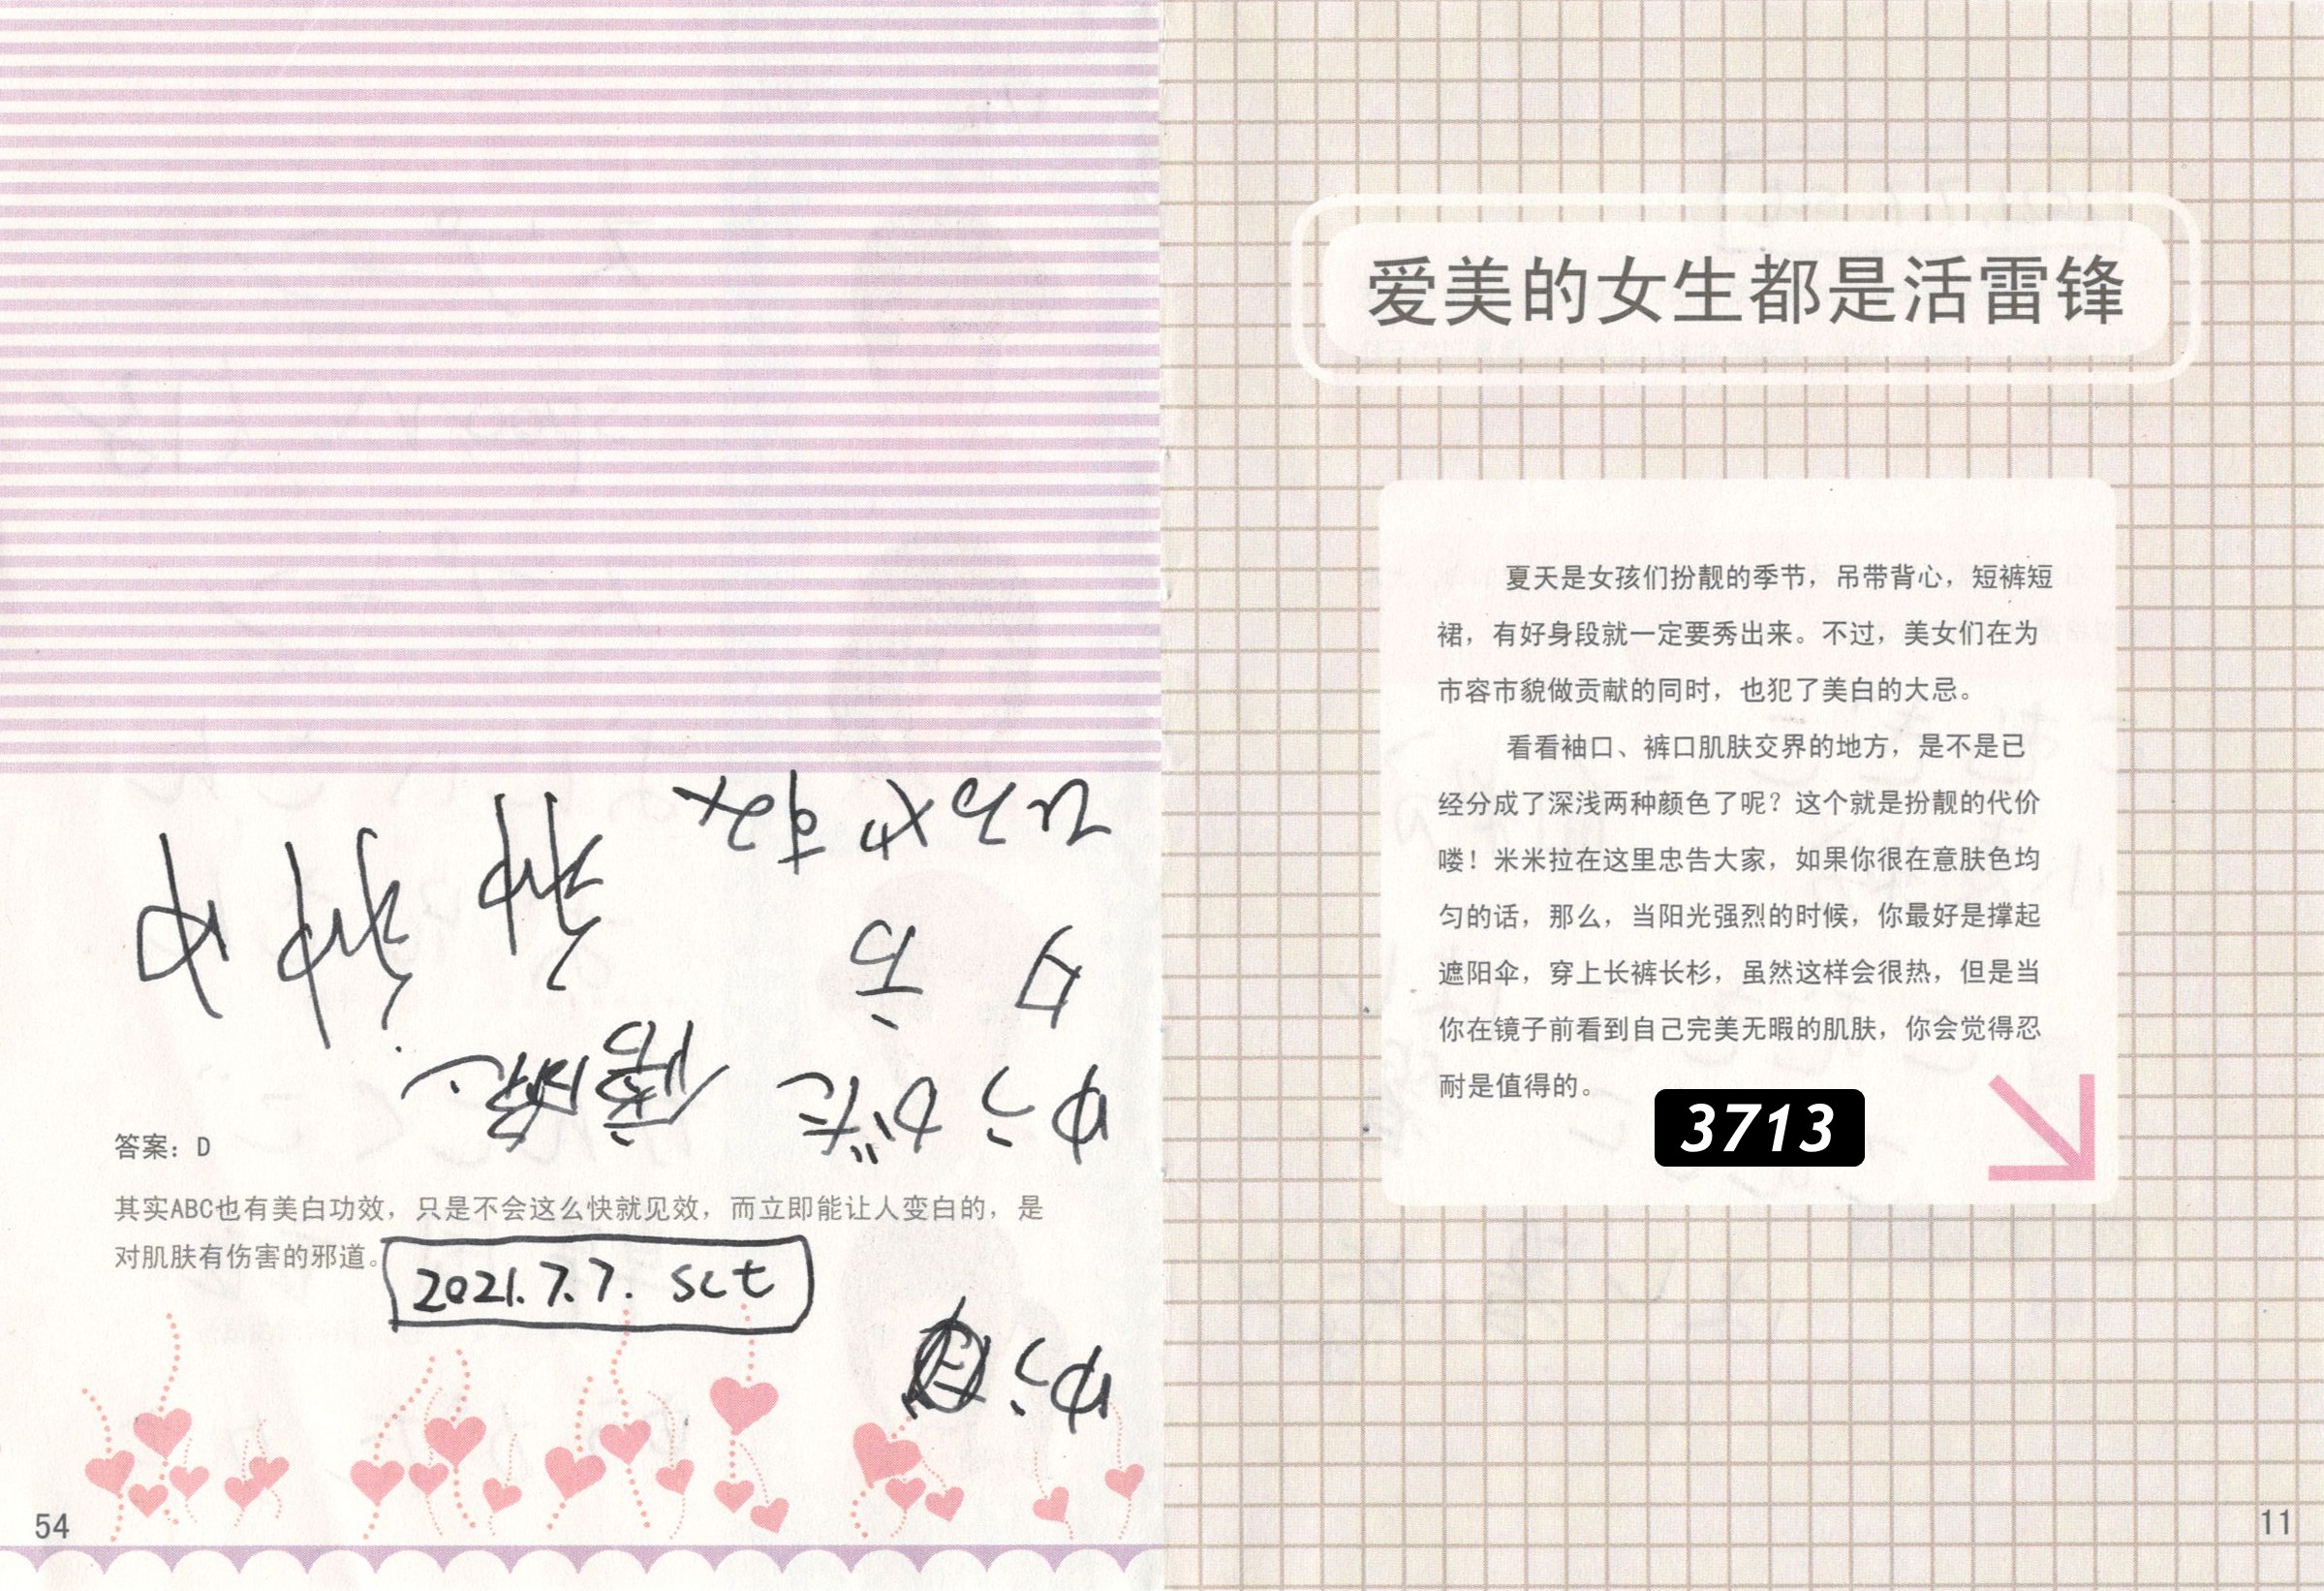 答案：D
其实ABC也有美白功效，只是不会这么快就见效，而立即能让人变白的，是
对肌肤有伤害的邪道。
2021.7.7. sct
54
爱美的女生都是活雷锋
夏天是女孩们扮靓的季节，吊带背心，短裤短
裙，有好身段就一定要秀出来。不过，美女们在为
市容市貌做贡献的同时，也犯了美白的大忌。
看看袖口、裤口肌肤交界的地方，是不是已
经分成了深浅两种颜色了呢？这个就是扮靓的代价
喽！米米拉在这里忠告大家，如果你很在意肤色均
匀的话，那么，当阳光强烈的时候，你最好是撑起
遮阳伞，穿上长裤长杉，虽然这样会很热，但是当
你在镜子前看到自己完美无暇的肌肤，你会觉得忍
耐是值得的。
3713
11
ゆう
ゆうがた
夕 方